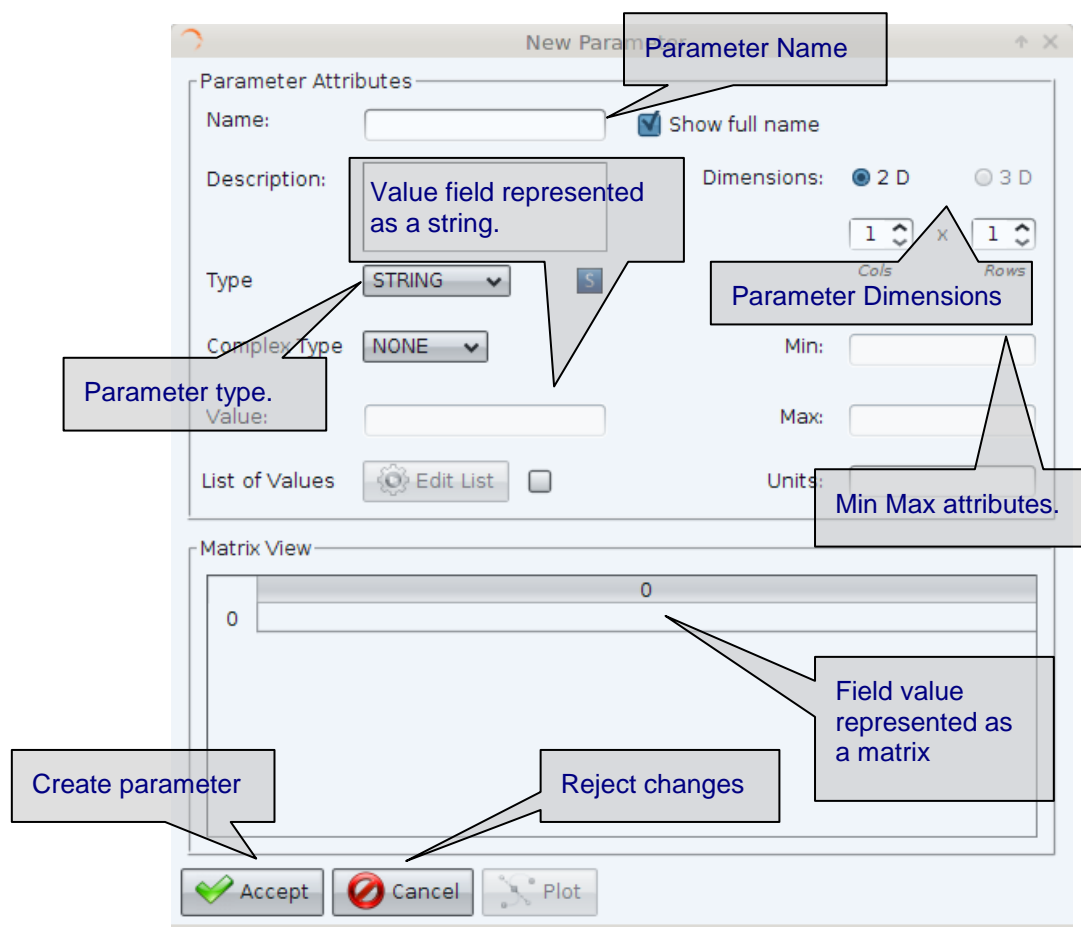 New Parameter
Parameter Name
Parameter Attributes
Name:
Show full name
Description:
Value field represented
as a string.
Dimensions:
2 D
3 D
1
x
1
Cols
Rows
Type
STRING
S
Parameter Dimensions
Complex Type
NONE
Min:
Parameter type.
Value:
Max:
List of Values
Edit List
Units:
Min Max attributes.
Matrix View
0
0
Field value
represented as
a matrix
Create parameter
Reject changes
Accept
Cancel
Plot